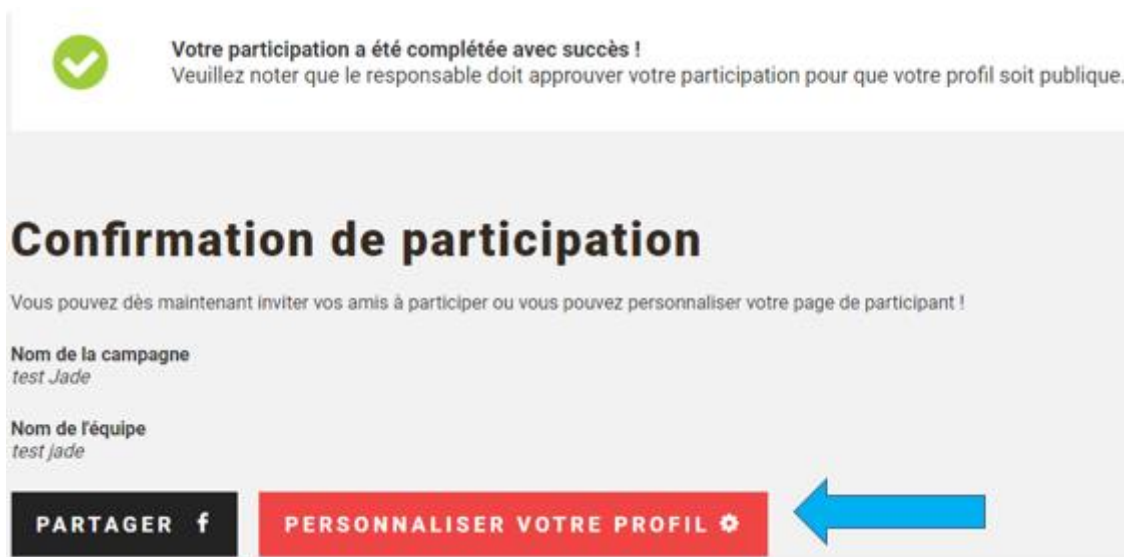 Votre participation a été complétée avec succès !
Veuillez noter que le responsable doit approuver votre participation pour que votre profil soit publique.
Confirmation de participation
Vous pouvez dès maintenant inviter vos amis à participer ou vous pouvez personnaliser votre page de participant !
Nom de la campagne
test Jade
Nom de l'équipe
test jade
PARTAGER f
PERSONNALISER VOTRE PROFIL